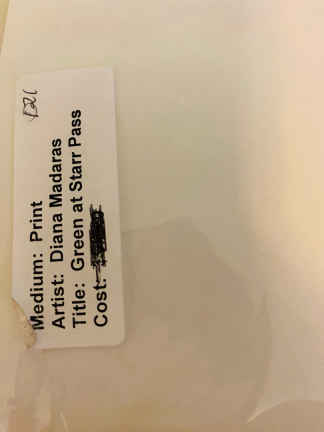 Medium: Print
Artist: Diana Madaras
Title: Green at Starr Pass
Cost: